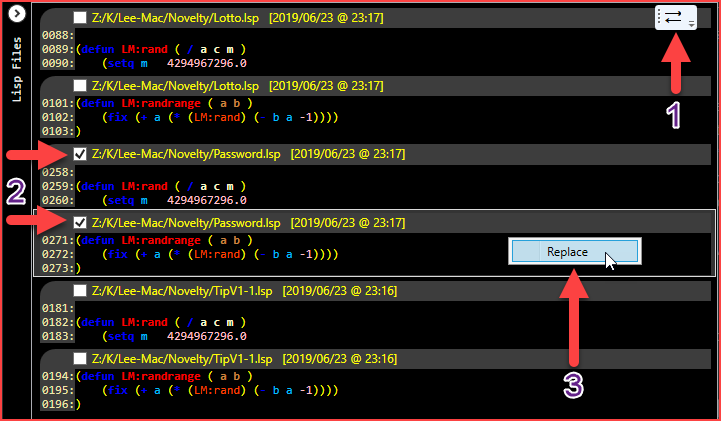 Lisp Files
Z:/K/Lee-Mac/Novelty/Lotto.lsp [2019/06/23 @ 23:17]
0088:
0089:(defun LM:rand ( / a c m )
0090: (setq m 4294967296.0
Z:/K/Lee-Mac/Novelty/Lotto.lsp [2019/06/23 @ 23:17]
0101:(defun LM:randrange ( a b )
0102: (fix (+ a (* (LM:rand) (- b a -1))))
0103:)
Z:/K/Lee-Mac/Novelty/Password.lsp [2019/06/23 @ 23:17]
0258:
0259:(defun LM:rand ( / a c m )
0260: (setq m 4294967296.0
Z:/K/Lee-Mac/Novelty/Password.lsp [2019/06/23 @ 23:17]
0271:(defun LM:randrange ( a b )
0272: (fix (+ a (* (LM:rand) (- b a -1))))
0273:)
Z:/K/Lee-Mac/Novelty/TipV1-1.lsp [2019/06/23 @ 23:16]
0181:
0182:(defun LM:rand ( / a c m )
0183: (setq m 4294967296.0
Z:/K/Lee-Mac/Novelty/TipV1-1.lsp [2019/06/23 @ 23:16]
0194:(defun LM:randrange ( a b )
0195: (fix (+ a (* (LM:rand) (- b a -1))))
0196:)
1
2
Replace
3